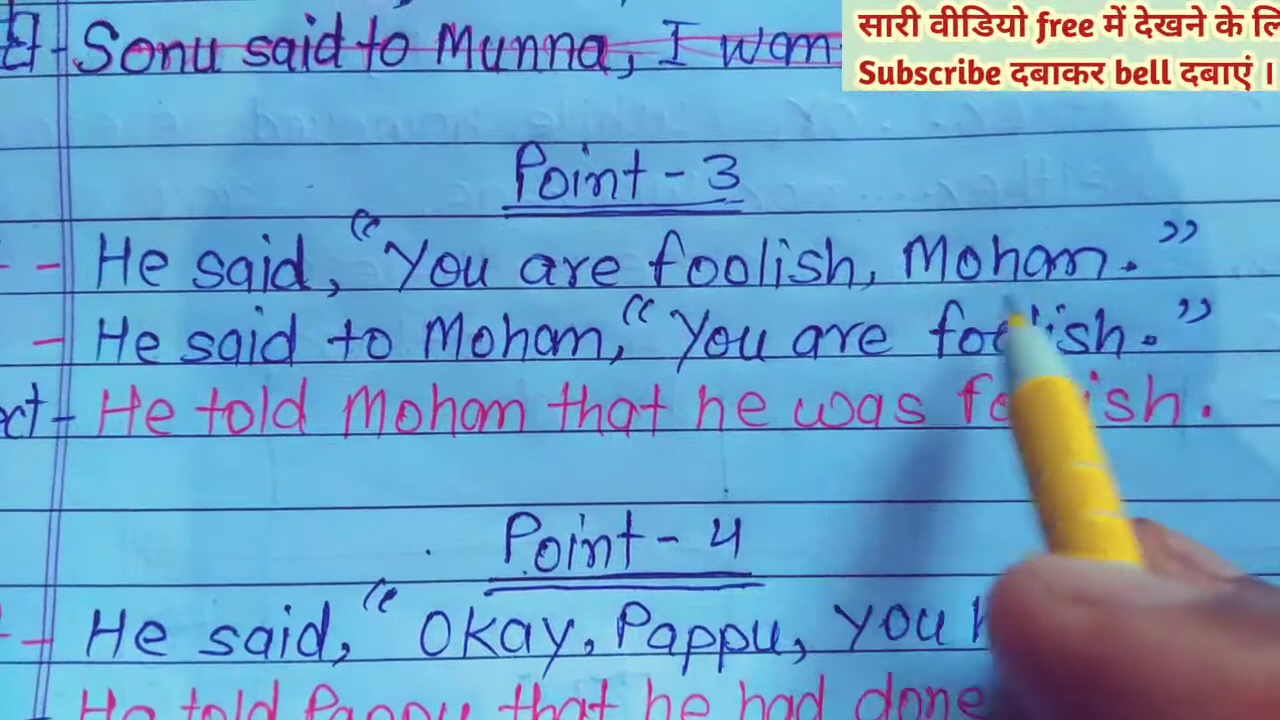 Sonu said to Munna, I wan
सारी वीडियो free में देखने के लि
Subscribe दबाकर bell दबाएं ।
Point - 3
- He said, "You are foolish, Mohan."
- He said to Mohan, "You are foolish."
ct - He told Mohan that he was foolish.
Point - 4
- He said, "Okay, Pappu, you
He told Pappu that he had done